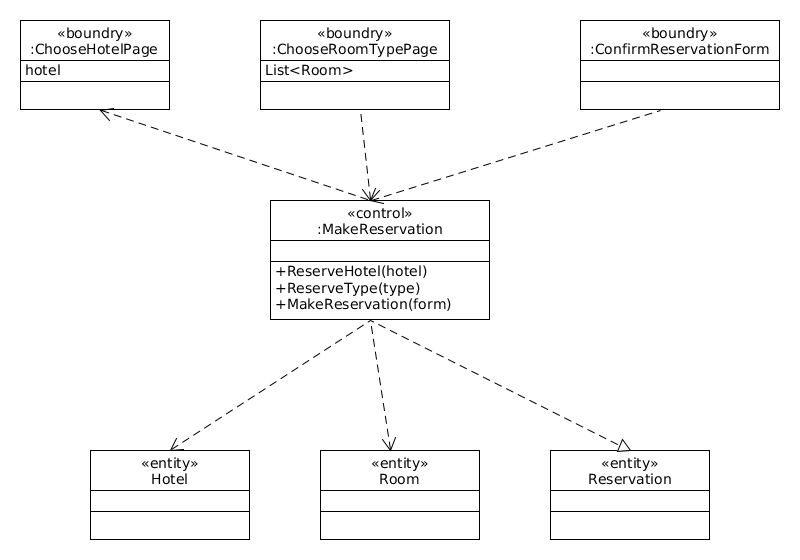 «boundry»
:ChooseHotelPage
hotel
«boundry»
:ChooseRoomTypePage
List<Room>
«boundry»
:ConfirmReservationForm
«control»
:MakeReservation
+ReserveHotel(hotel)
+ReserveType(type)
+MakeReservation(form)
«entity»
Hotel
«entity»
Room
«entity»
Reservation